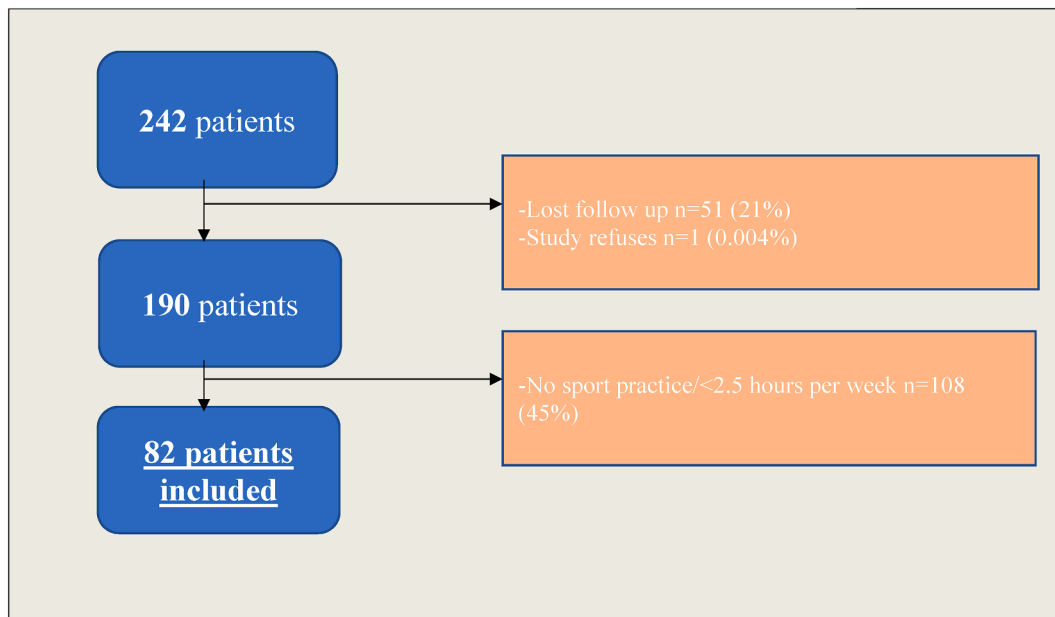 242 patients
-Lost follow up n=51 (21%)
-Study refuses n=1 (0.004%)
190 patients
-No sport practice/<2.5 hours per week n=108
(45%)
82 patients
included